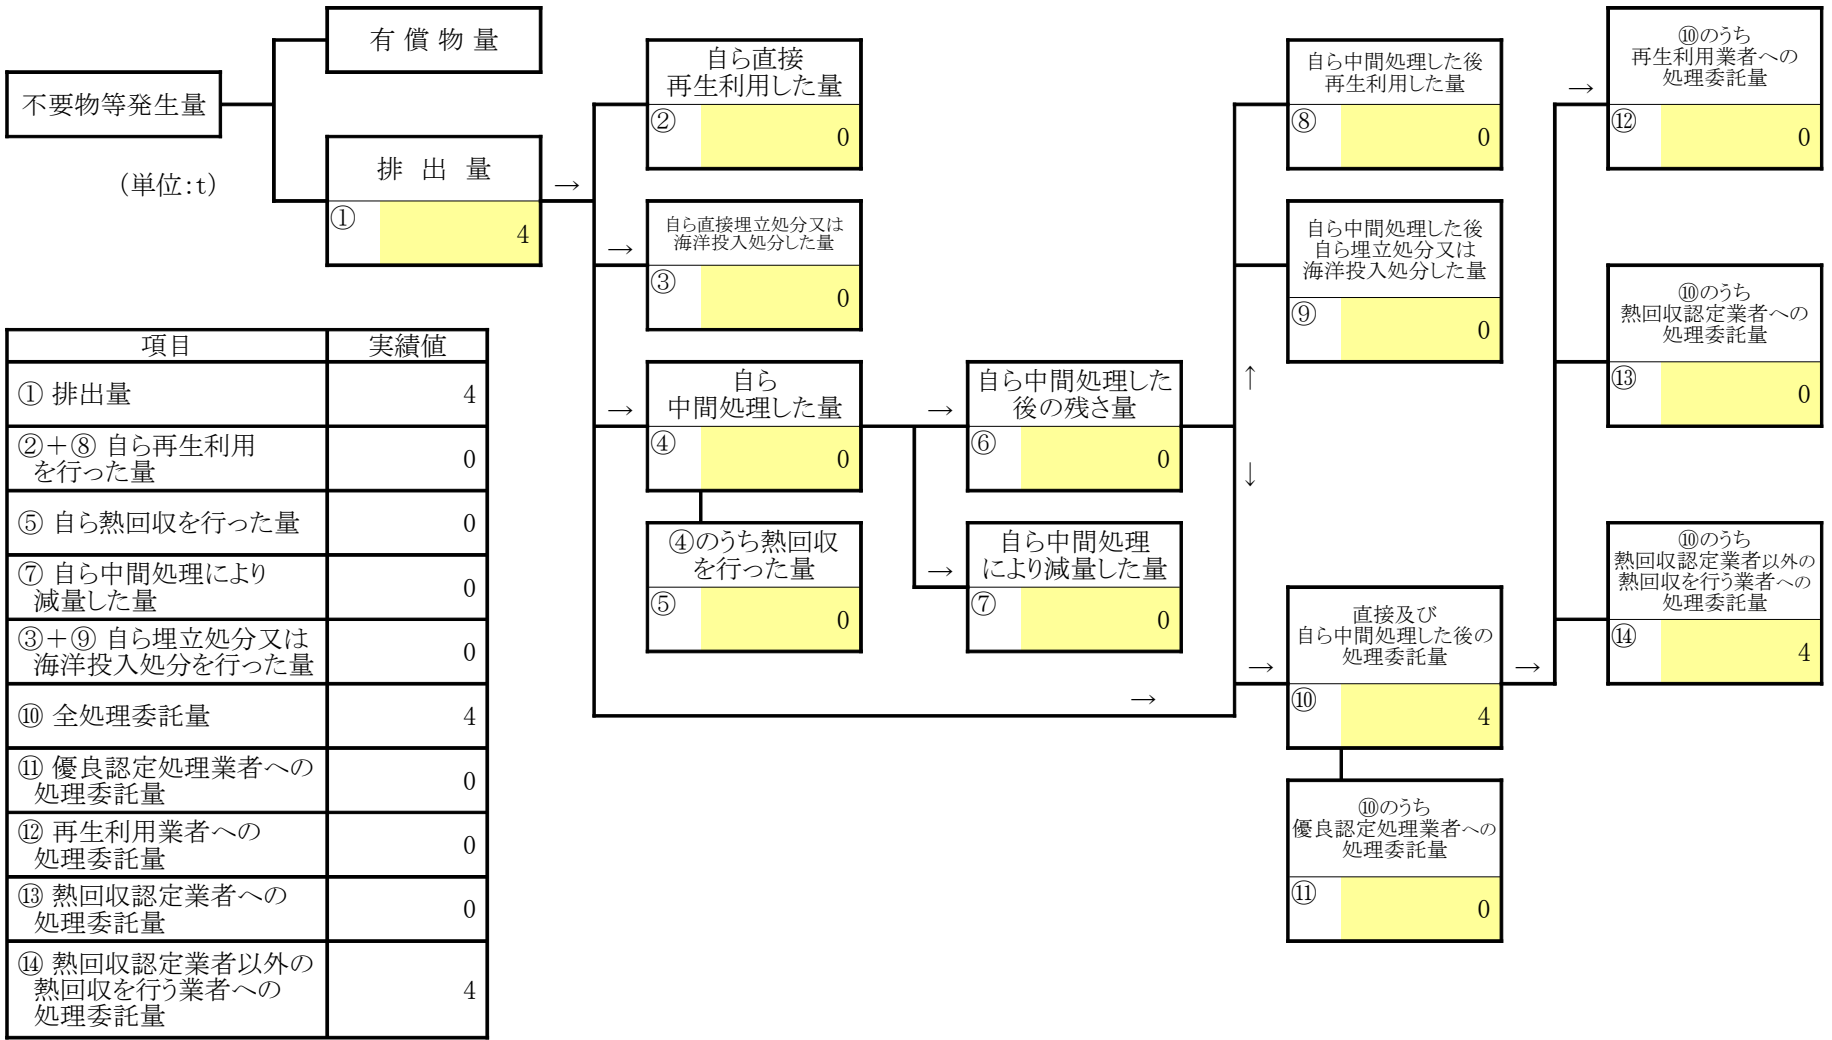 不要物等発生量
(単位:t)
有 償 物 量
排 出 量
①
4
→
自ら直接
再生利用した量
②
0
→
自ら直接埋立処分又は
海洋投入処分した量
③
0
→
自ら
中間処理した量
④
0
④のうち熱回収
を行った量
⑤
0
→
自ら中間処理した
後の残さ量
⑥
0
→
自ら中間処理
により減量した量
⑦
0
→
↑
↓
自ら中間処理した後
再生利用した量
⑧
0
自ら中間処理した後
自ら埋立処分又は
海洋投入処分した量
⑨
0
→
直接及び
自ら中間処理した後の
処理委託量
⑩
4
⑩のうち
優良認定処理業者への
処理委託量
⑪
0
→
→
⑩のうち
再生利用業者への
処理委託量
⑫
0
⑩のうち
熱回収認定業者への
処理委託量
⑬
0
⑩のうち
熱回収認定業者以外の
熱回収を行う業者への
処理委託量
⑭
4
項目 実績値
① 排出量 4
②+⑧ 自ら再生利用
を行った量 0
⑤ 自ら熱回収を行った量 0
⑦ 自ら中間処理により
減量した量 0
③+⑨ 自ら埋立処分又は
海洋投入処分を行った量 0
⑩ 全処理委託量 4
⑪ 優良認定処理業者への
処理委託量 0
⑫ 再生利用業者への
処理委託量 0
⑬ 熱回収認定業者への
処理委託量 0
⑭ 熱回収認定業者以外の
熱回収を行う業者への 4
処理委託量